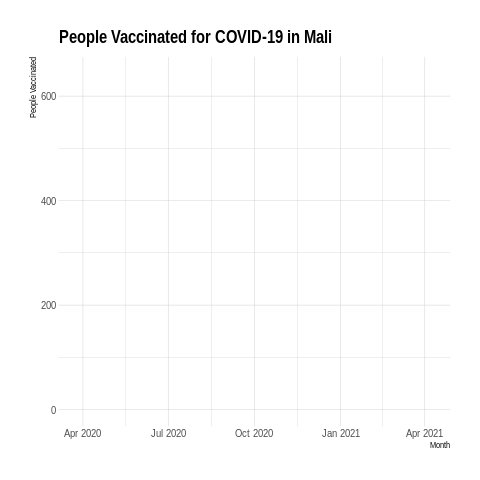 People Vaccinated for COVID-19 in Mali
People Vaccinated
600
400
200
0
Apr 2020 Jul 2020 Oct 2020 Jan 2021 Apr 2021
Month